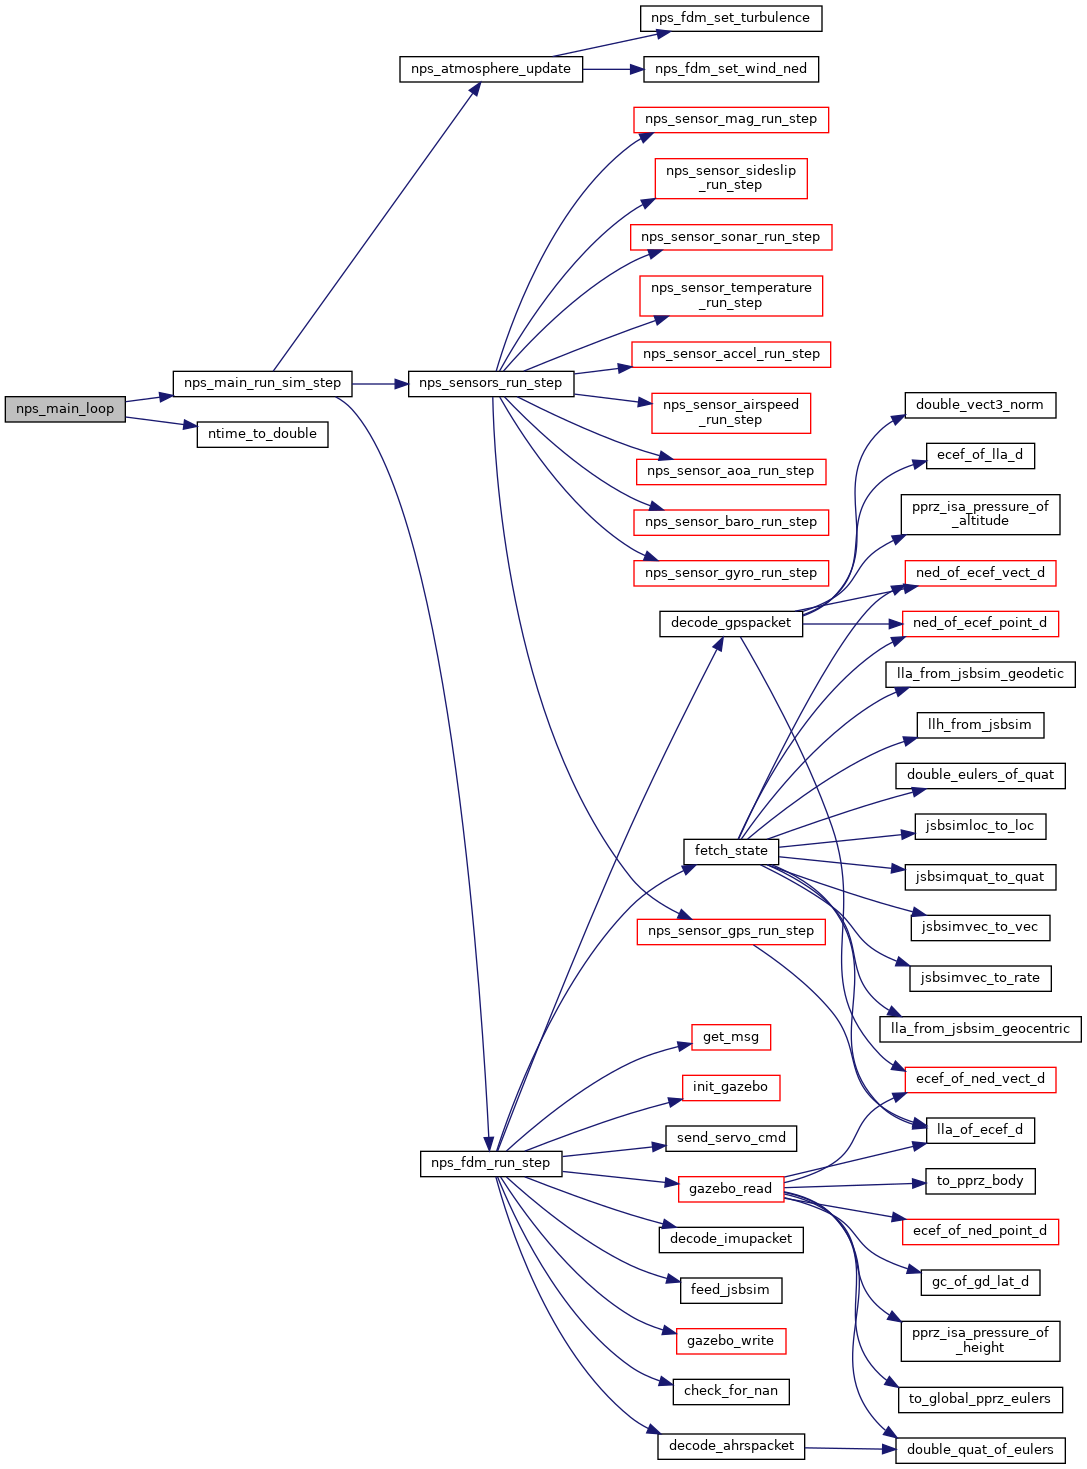 nps_fdm_set_turbulence
nps_atmosphere_update
nps_fdm_set_wind_ned
nps_sensor_mag_run_step
nps_sensor_sideslip
_run_step
nps_sensor_sonar_run_step
nps_sensor_temperature
_run_step
nps_sensor_accel_run_step
nps_main_run_sim_step
nps_sensors_run_step
nps_main_loop
ntime_to_double
nps_sensor_airspeed
_run_step
double_vect3_norm
ecef_of_lla_d
nps_sensor_aoa_run_step
pprz_isa_pressure_of
_altitude
nps_sensor_baro_run_step
nps_sensor_gyro_run_step
ned_of_ecef_vect_d
decode_gpspacket
ned_of_ecef_point_d
lla_from_jsbsim_geodetic
llh_from_jsbsim
double_eulers_of_quat
jsbsimloc_to_loc
fetch_state
jsbsimquat_to_quat
nps_sensor_gps_run_step
jsbsimvec_to_vec
jsbsimvec_to_rate
lla_from_jsbsim_geocentric
get_msg
init_gazebo
ecef_of_ned_vect_d
send_servo_cmd
lla_of_ecef_d
nps_fdm_run_step
gazebo_read
to_pprz_body
decode_imupacket
ecef_of_ned_point_d
feed_jsbsim
gc_of_gd_lat_d
gazebo_write
pprz_isa_pressure_of
_height
check_for_nan
to_global_pprz_eulers
decode_ahrspacket
double_quat_of_eulers